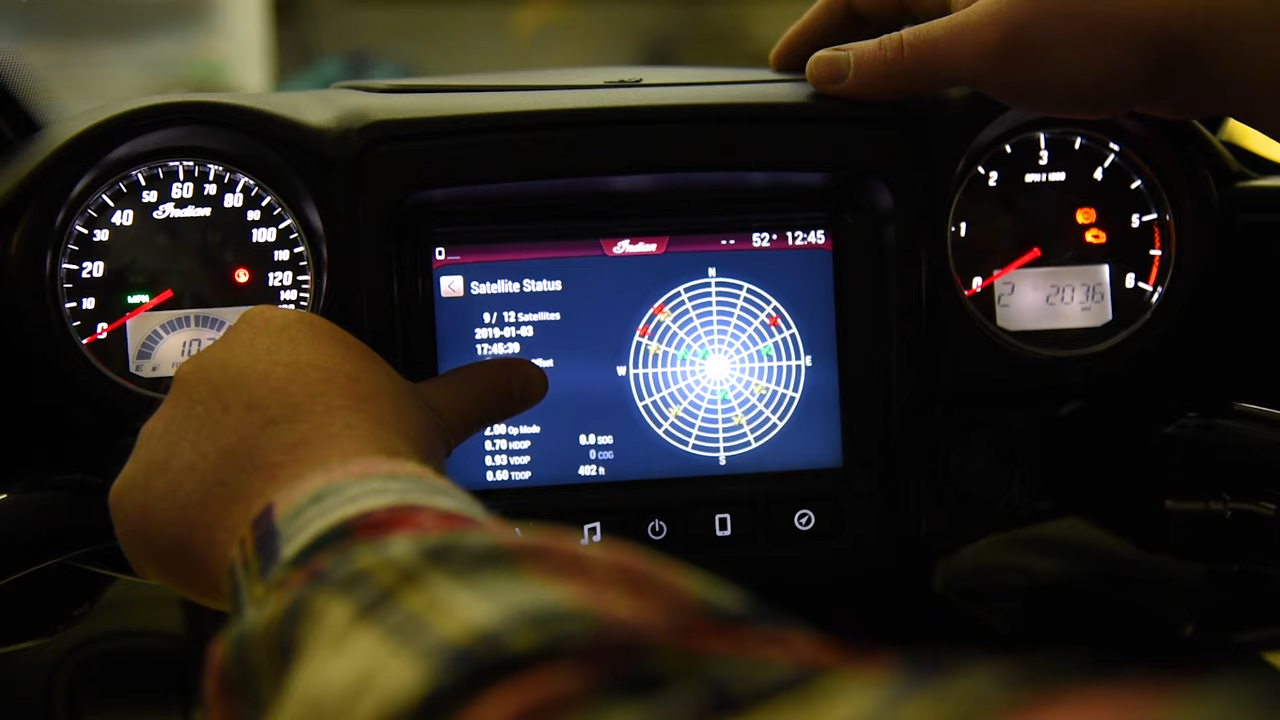 Indian
-- 52° 12:45
Satellite Status
9 / 12 Satellites
2019-01-03
17:45:39
Offset
2.00 Op Mode
0.70 HDOP
0.93 VDOP
0.60 TDOP
0.0 SOG
0 COG
402 ft
N
W
E
S
0
10
20
30
40
50
60
70
80
90
100
110
120
140
Indian
MPH
E
0
1
2
3
4
5
6
RPM X 1000
2 2036